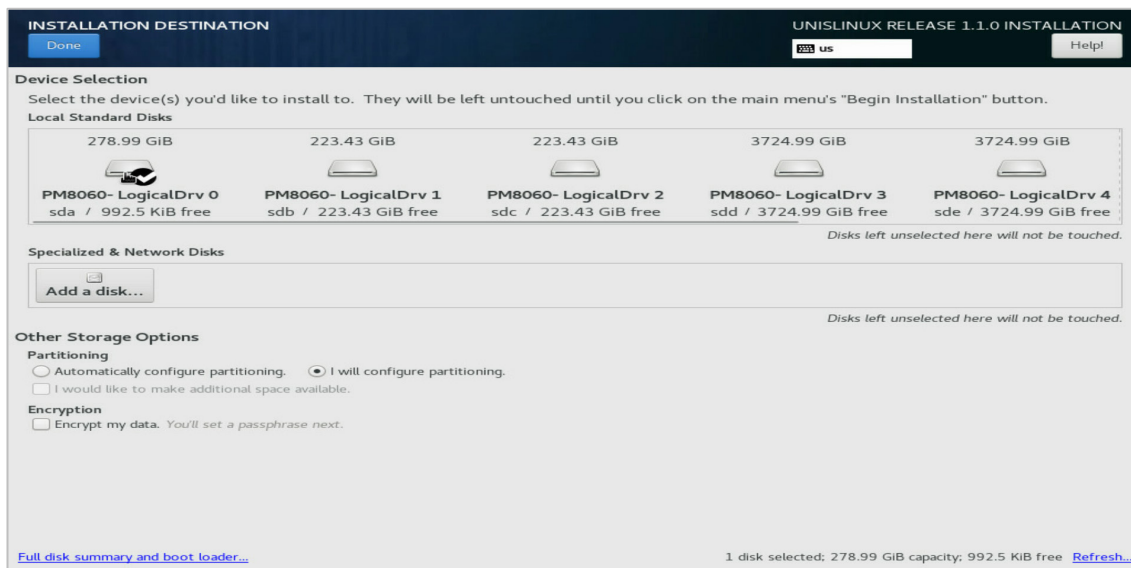 INSTALLATION DESTINATION
UNISLINUX RELEASE 1.1.0 INSTALLATION
Done
us
Help!
Device Selection
Select the device(s) you'd like to install to. They will be left untouched until you click on the main menu's "Begin Installation" button.
Local Standard Disks
278.99 GiB 223.43 GiB 223.43 GiB 3724.99 GiB 3724.99 GiB
PM8060- LogicalDrv 0 PM8060- LogicalDrv 1 PM8060- LogicalDrv 2 PM8060- LogicalDrv 3 PM8060- LogicalDrv 4
sda / 992.5 KiB free sdb / 223.43 GiB free sdc / 223.43 GiB free sdd / 3724.99 GiB free sde / 3724.99 GiB free
Disks left unselected here will not be touched.
Specialized & Network Disks
Add a disk...
Disks left unselected here will not be touched.
Other Storage Options
Partitioning
Automatically configure partitioning. I will configure partitioning.
I would like to make additional space available.
Encryption
Encrypt my data. You'll set a passphrase next.
Full disk summary and boot loader... 1 disk selected; 278.99 GiB capacity; 992.5 KiB free Refresh...